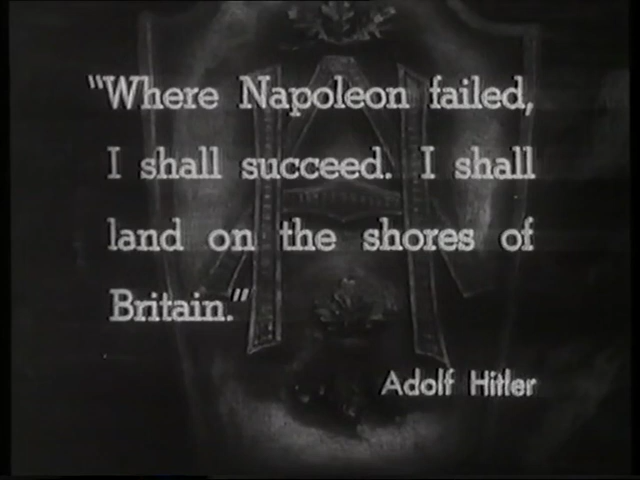 "Where Napoleon failed,
I shall succeed. I shall
land on the shores of
Britain."
Adolf Hitler